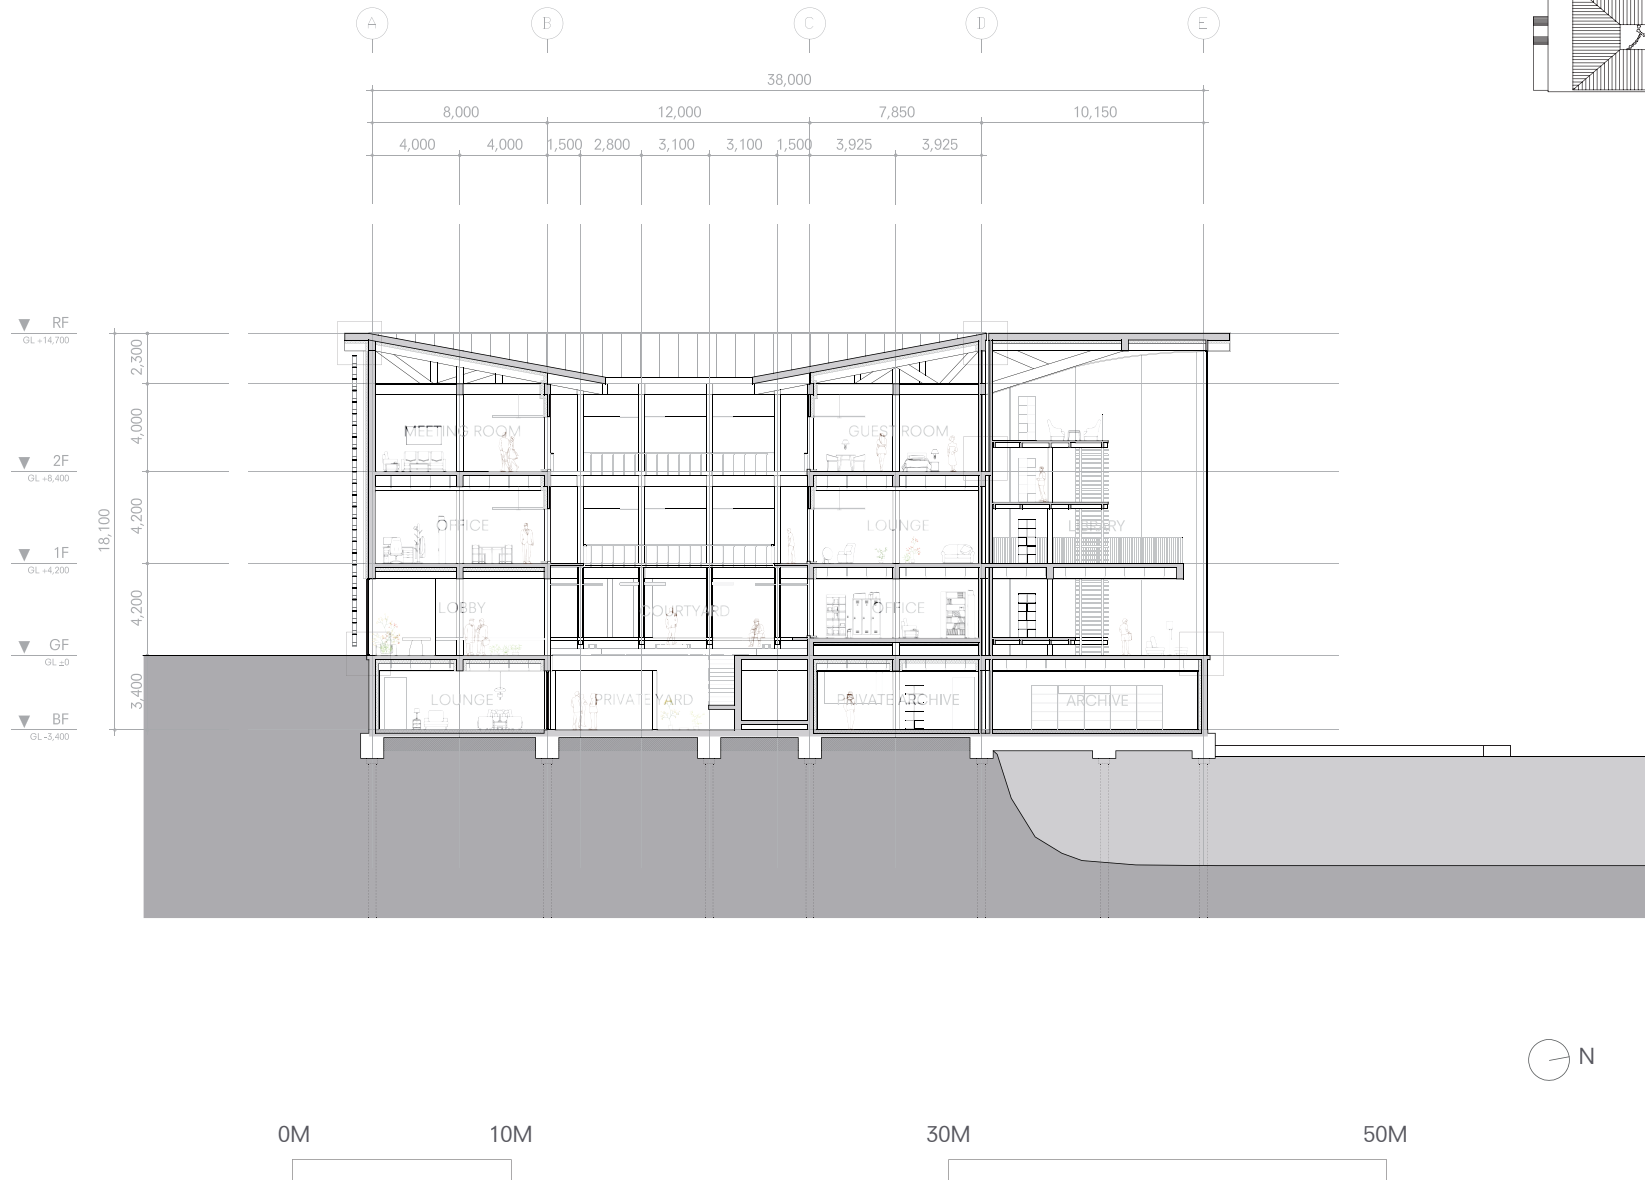 A B C D E
38,000
8,000 12,000 7,850 10,150
4,000 4,000 1,500 2,800 3,100 3,100 1,500 3,925 3,925
RF
GL +14,700
2,300
4,000
MEETING ROOM GUEST ROOM
2F
GL +8,400
4,200
18,100
OFFICE LOUNGE LIBRARY
1F
GL +4,200
4,200
LOBBY COURTYARD OFFICE
GF
GL ±0
3,400
LOUNGE PRIVATE YARD PRIVATE ARCHIVE ARCHIVE
BF
GL -3,400
N
0M 10M 30M 50M